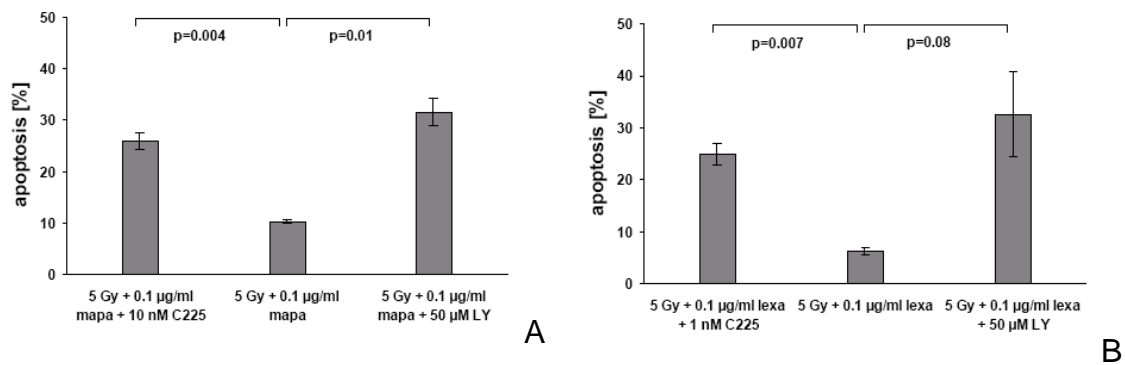 50
40
30
20
10
0
apoptosis [%]
p=0.004
p=0.01
5 Gy + 0.1 µg/ml
mapa + 10 nM C225
5 Gy + 0.1 µg/ml
mapa
5 Gy + 0.1 µg/ml
mapa + 50 µM LY
A
50
40
30
20
10
0
apoptosis [%]
p=0.007
p=0.08
5 Gy + 0.1 µg/ml lexa
+ 1 nM C225
5 Gy + 0.1 µg/ml lexa
5 Gy + 0.1 µg/ml lexa
+ 50 µM LY
B